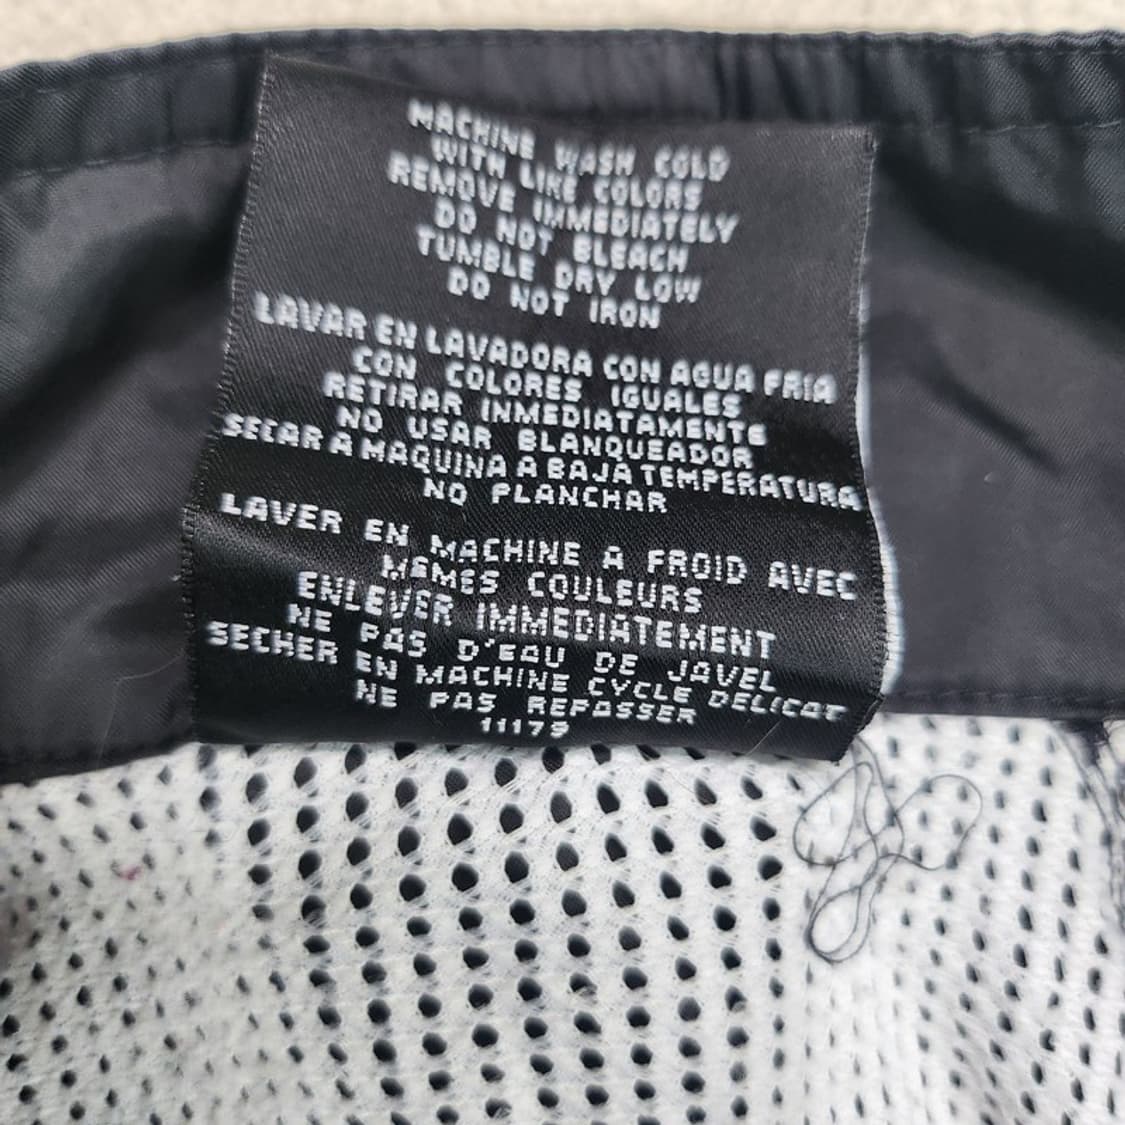 MACHINE WASH COLD
WITH LIKE COLORS
REMOVE IMMEDIATELY
DO NOT BLEACH
TUMBLE DRY LOW
DO NOT IRON
LAVAR EN LAVADORA CON AGUA FRIA
CON COLORES IGUALES
RETIRAR INMEDIATAMENTE
NO USAR BLANQUEADOR
SECAR A MAQUINA A BAJA TEMPERATURA
NO PLANCHAR
LAVER EN MACHINE A FROID AVEC
MEMES COULEURS
ENLEVER IMMEDIATEMENT
NE PAS D'EAU DE JAVEL
SECHER EN MACHINE CYCLE DELICAT
NE PAS REPASSER
11179